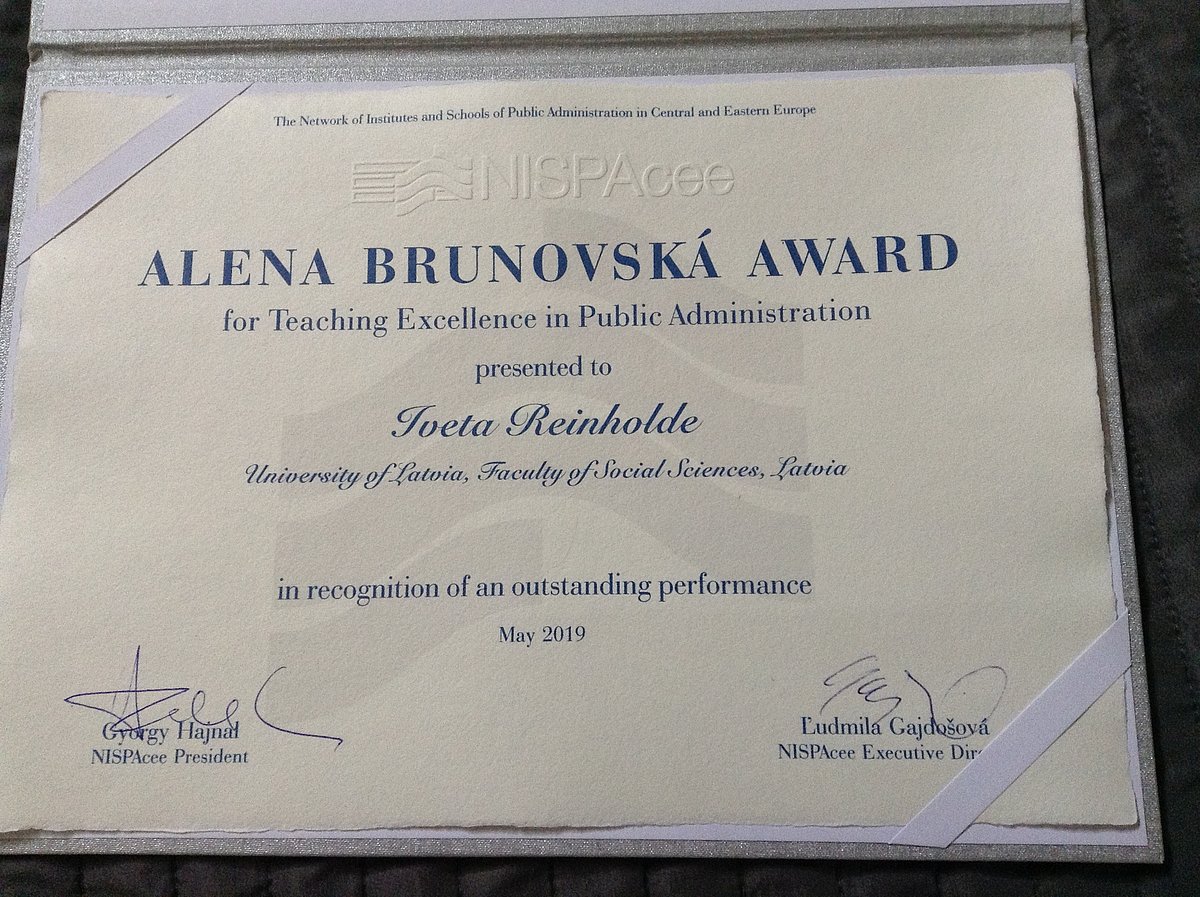 The Network of Institutes and Schools of Public Administration in Central and Eastern Europe
NISPAcee
ALENA BRUNOVSKÁ AWARD
for Teaching Excellence in Public Administration
presented to
Iveta Reinholde
University of Latvia, Faculty of Social Sciences, Latvia
in recognition of an outstanding performance
May 2019
György Hajnal
NISPAcee President
Ľudmila Gajdošová
NISPAcee Executive Dir